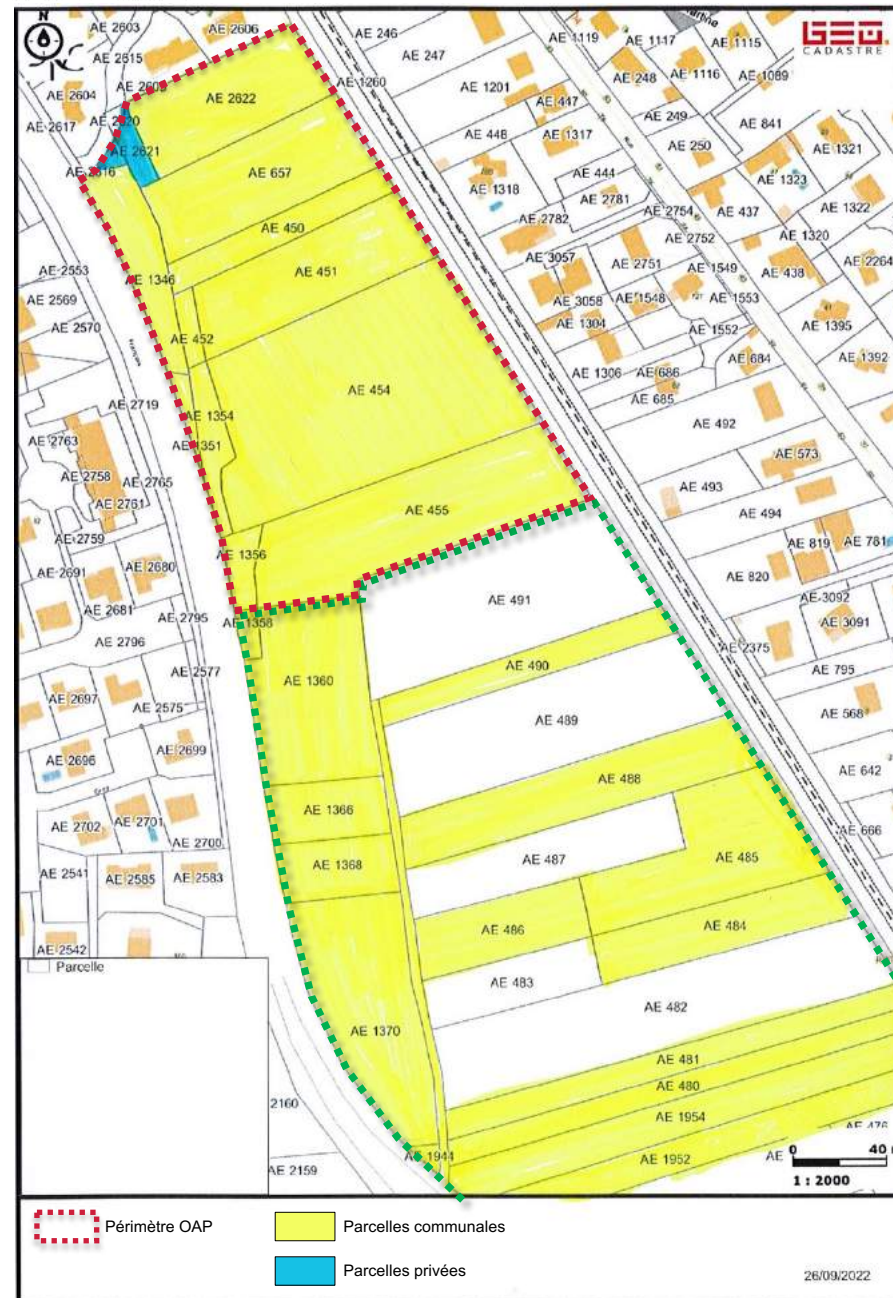 N
GEO.
CADASTRE
AE 2603
AE 2606
AE 246
AE 247
AE 1119
AE 1117
AE 1115
AE 2615
AE 1260
AE 248
AE 1116
AE 1089
AE 2604
AE 2622
AE 1201
AE 447
AE 249
AE 841
AE 2617
AE 2620
AE 448
AE 1317
AE 250
AE 1321
AE 2621
AE 2616
AE 657
AE 444
AE 1323
AE 1318
AE 2781
AE 1322
AE 450
AE 2782
AE 2754
AE 437
AE 1320
AE 2752
AE 2553
AE 1346
AE 451
AE 3057
AE 2751
AE 1549
AE 438
AE 2264
AE 2569
AE 3058
AE 1548
AE 1553
AE 2570
AE 452
AE 1304
AE 1552
AE 1395
AE 684
AE 1392
AE 454
AE 1306
AE 686
AE 685
AE 2719
AE 1354
AE 492
AE 2763
AE 1351
AE 573
AE 2758
AE 2765
AE 493
AE 2761
AE 455
AE 494
AE 2759
AE 1356
AE 819
AE 781
AE 2691
AE 2680
AE 820
AE 491
AE 3092
AE 2681
AE 2795
AE 1358
AE 3091
AE 2796
AE 2375
AE 490
AE 795
AE 2577
AE 1360
AE 2697
AE 2575
AE 489
AE 568
AE 2699
AE 2696
AE 488
AE 642
AE 1366
AE 2702
AE 2701
AE 666
AE 2700
AE 487
AE 485
AE 1368
AE 2541
AE 2585
AE 2583
AE 486
AE 484
AE 2542
AE 483
Parcelle
AE 482
AE 1370
AE 481
AE 480
2160
AE 1954
AE 476
AE 2159
AE 1944
AE 1952
AE
0
40
1 : 2000
Périmètre OAP
Parcelles communales
Parcelles privées
26/09/2022